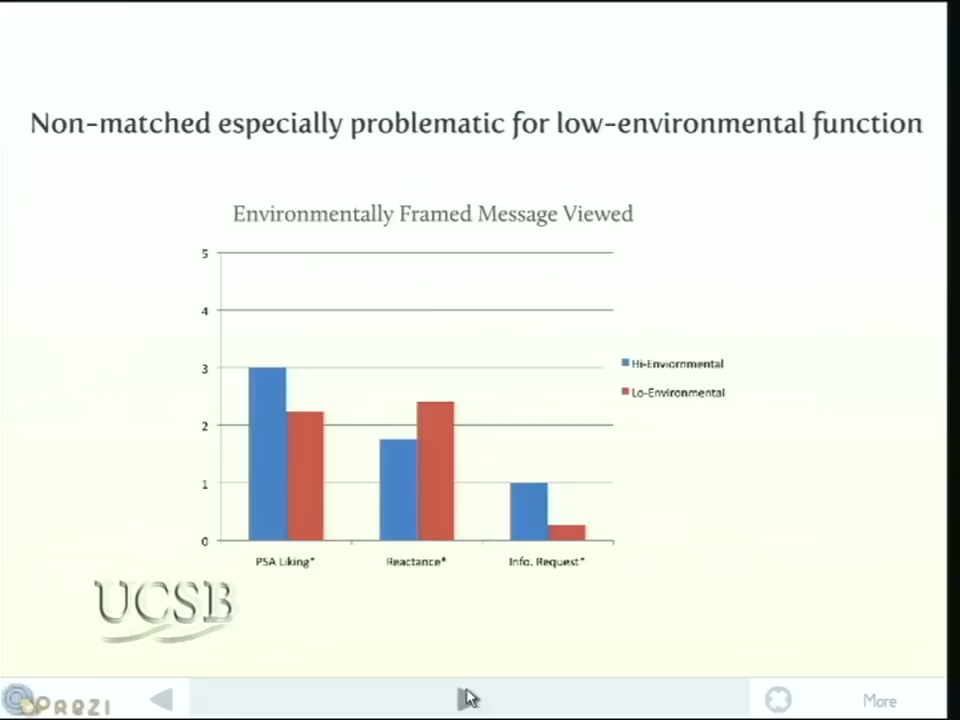 Non-matched especially problematic for low-environmental function
Environmentally Framed Message Viewed
5
4
3
2
1
0
Hi-Enviornmental
Lo-Environmental
PSA Liking* Reactance* Info. Request*
UCSB
Prezi
More